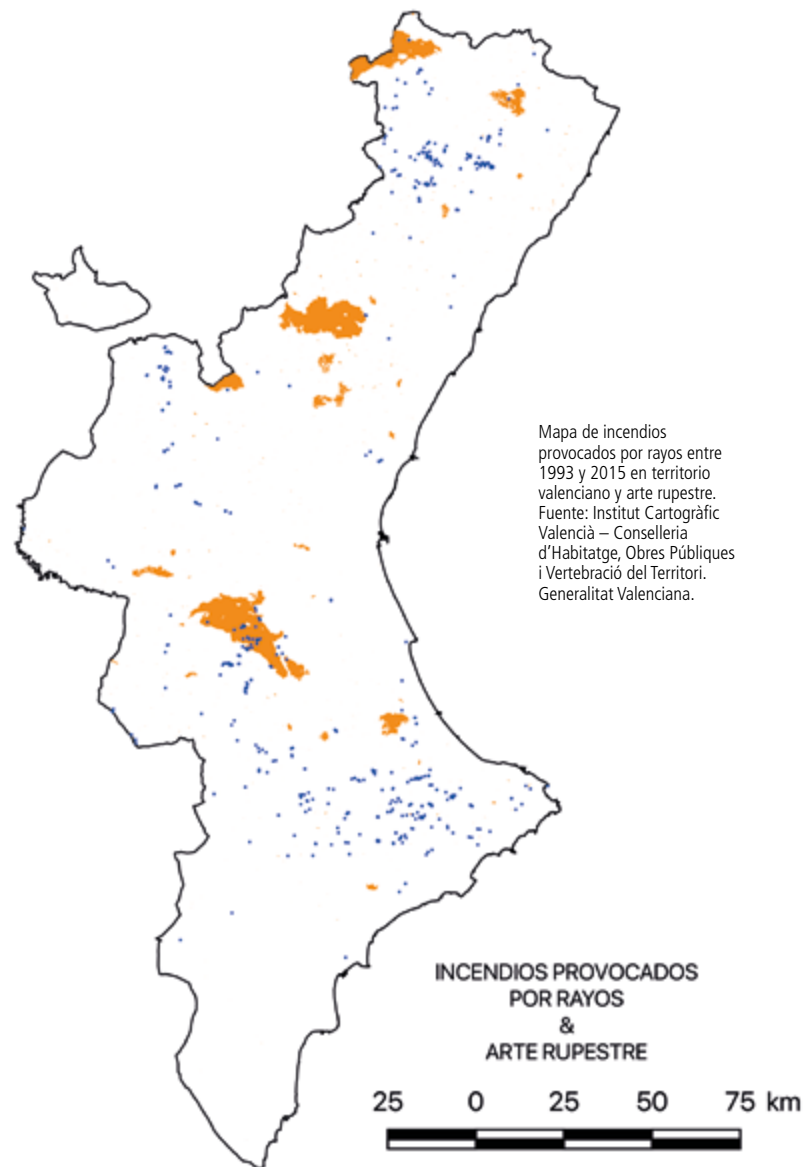 Mapa de incendios
provocados por rayos entre
1993 y 2015 en territorio
valenciano y arte rupestre.
Fuente: Institut Cartogràfic
Valencià – Conselleria
d'Habitatge, Obres Públiques
i Vertebració del Territori.
Generalitat Valenciana.
INCENDIOS PROVOCADOS
POR RAYOS
&
ARTE RUPESTRE
25 0 25 50 75 km